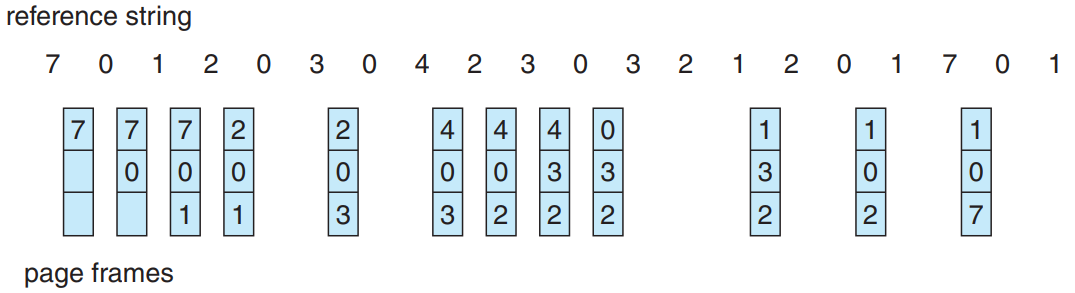 reference string
7 0 1 2 0 3 0 4 2 3 0 3 2 1 2 0 1 7 0 1
7 7 7 2 2 4 4 4 0 1 1 1
0 0 0 0 0 0 3 3 3 0 0
1 1 3 3 2 2 2 2 2 7
page frames